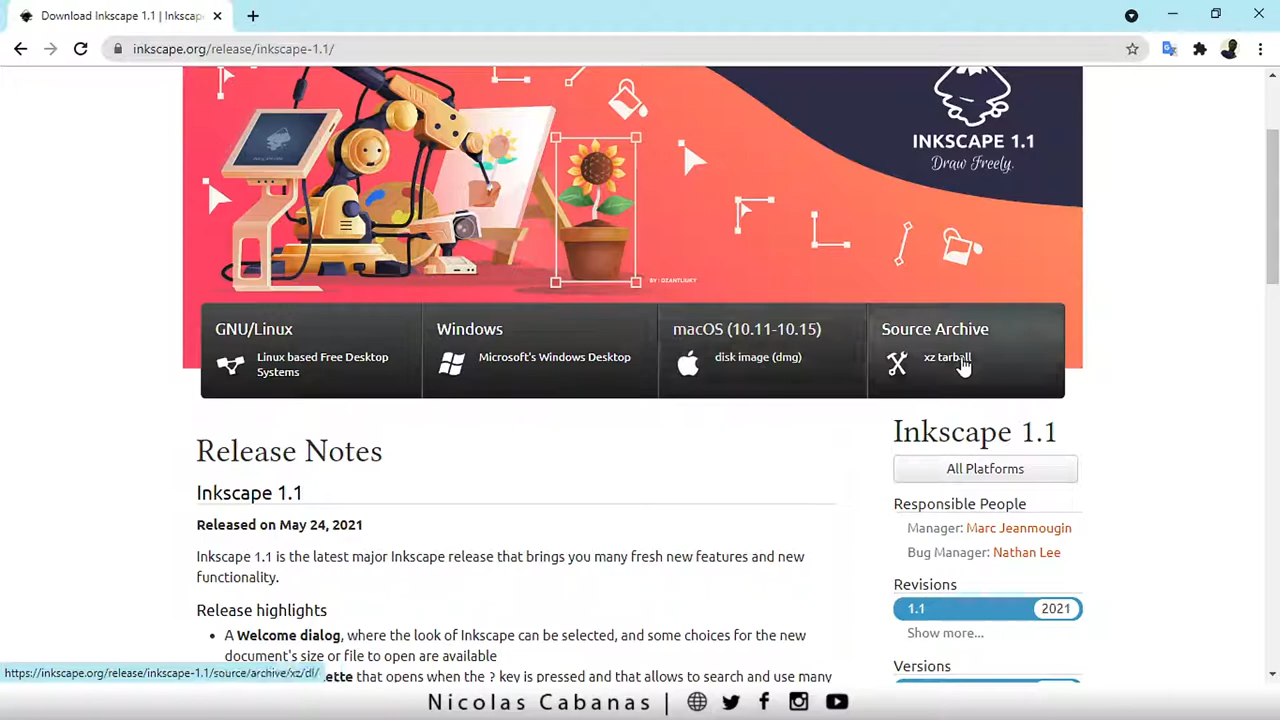 Download Inkscape 1.1 | Inkscap
inkscape.org/release/inkscape-1.1/
INKSCAPE 1.1
Draw Freely.
BY : DZANTLINKY
GNU/Linux
Linux based Free Desktop
Systems
Windows
Microsoft's Windows Desktop
macOS (10.11-10.15)
disk image (dmg)
Source Archive
xz tarball
Release Notes
Inkscape 1.1
Released on May 24, 2021
Inkscape 1.1 is the latest major Inkscape release that brings you many fresh new features and new
functionality.
Release highlights
• A Welcome dialog, where the look of Inkscape can be selected, and some choices for the new
document's size or file to open are available
ette that opens when the ? key is pressed and that allows to search and use many
Inkscape 1.1
All Platforms
Responsible People
Manager: Marc Jeanmougin
Bug Manager: Nathan Lee
Revisions
1.1 2021
Show more...
Versions
https://inkscape.org/release/inkscape-1.1/source/archive/xz/dl/
Nicolas Cabanas |